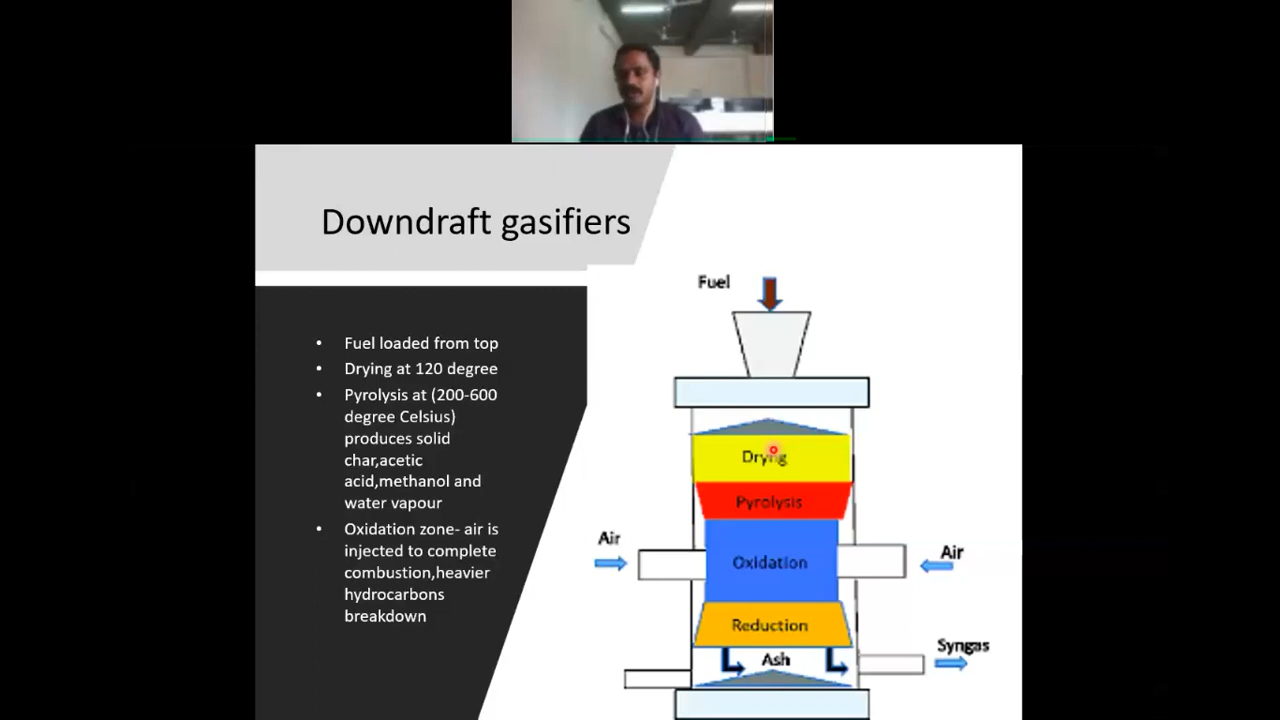 Downdraft gasifiers
• Fuel loaded from top
• Drying at 120 degree
• Pyrolysis at (200-600
degree Celsius)
produces solid
char,acetic
acid,methanol and
water vapour
• Oxidation zone- air is
injected to complete
combustion,heavier
hydrocarbons
breakdown
Fuel
Drying
Pyrolysis
Air
Oxidation
Air
Reduction
Ash
Syngas